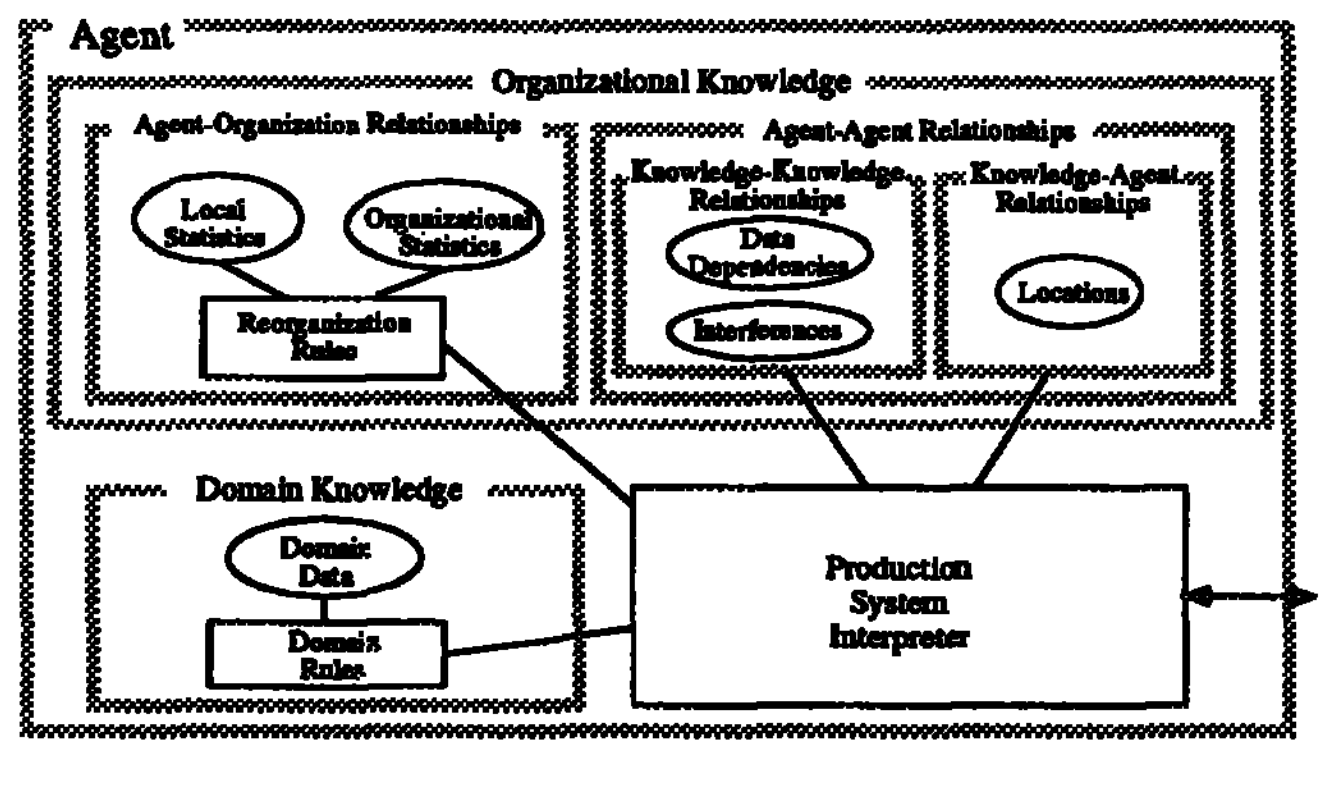 Agent
Organizational Knowledge
Agent-Organization Relationships
Agent-Agent Relationships
Knowledge-Knowledge
Relationships
Knowledge-Agent
Relationships
Local
Statistics
Organizational
Statistics
Data
Dependencies
Locations
Reorganization
Rules
Interferences
Domain Knowledge
Domain
Data
Domain
Rules
Production
System
Interpreter